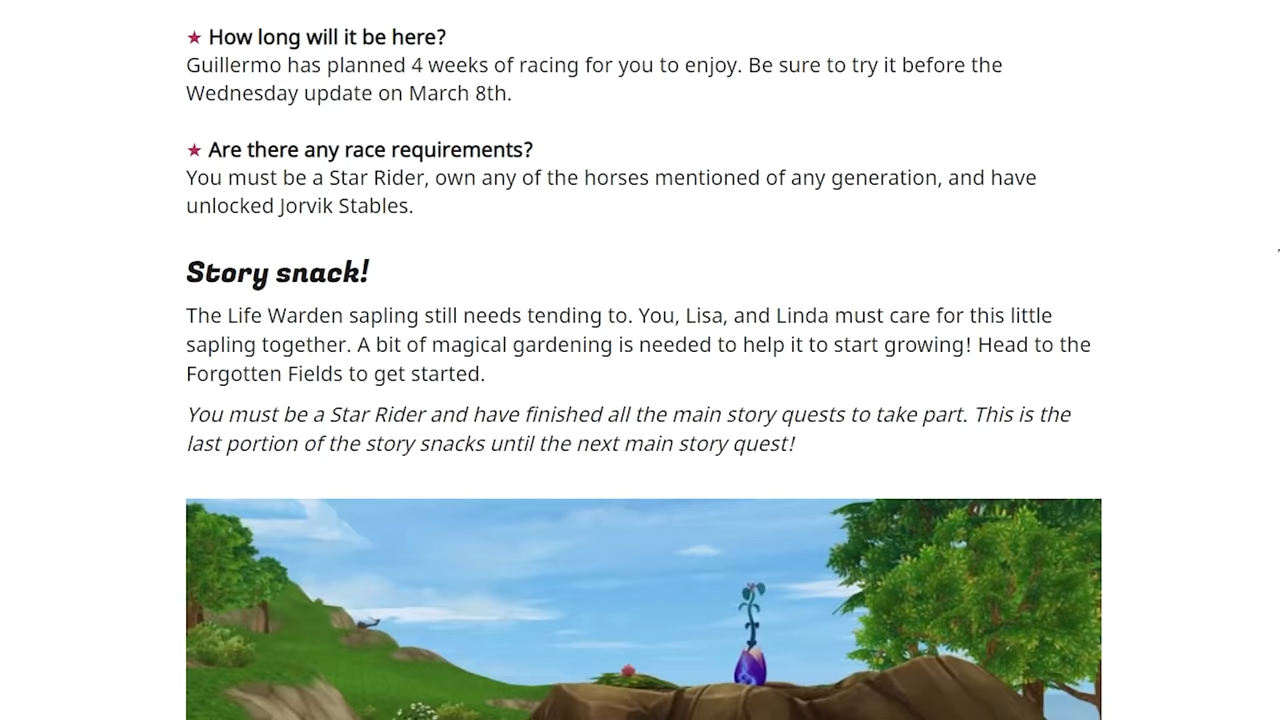 ★ How long will it be here?
Guillermo has planned 4 weeks of racing for you to enjoy. Be sure to try it before the
Wednesday update on March 8th.
★ Are there any race requirements?
You must be a Star Rider, own any of the horses mentioned of any generation, and have
unlocked Jorvik Stables.
Story snack!
The Life Warden sapling still needs tending to. You, Lisa, and Linda must care for this little
sapling together. A bit of magical gardening is needed to help it to start growing! Head to the
Forgotten Fields to get started.
You must be a Star Rider and have finished all the main story quests to take part. This is the
last portion of the story snacks until the next main story quest!